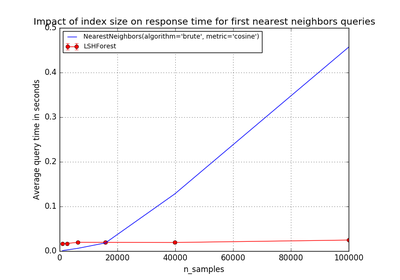 Impact of index size on response time for first nearest neighbors queries
0.5
NearestNeighbors(algorithm='brute', metric='cosine')
LSHForest
0.4
0.3
0.2
0.1
0.0
Average query time in seconds
0 20000 40000 60000 80000 100000
n_samples